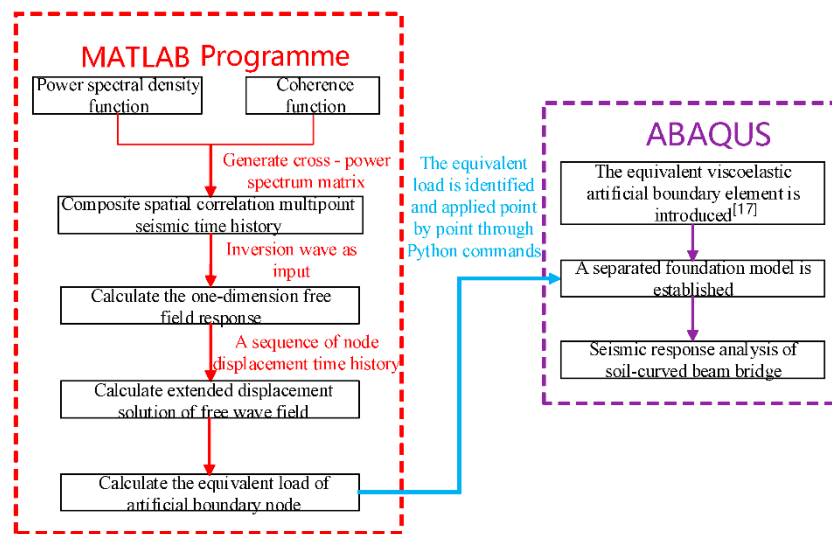 MATLAB Programme
Power spectral density
function
Coherence
function
Generate cross - power
spectrum matrix
Composite spatial correlation multipoint
seismic time history
Inversion wave as
input
Calculate the one-dimension free
field response
A sequence of node
displacement time history
Calculate extended displacement
solution of free wave field
Calculate the equivalent load of
artificial boundary node
The equivalent
load is identified
and applied point
by point through
Python commands
ABAQUS
The equivalent viscoelastic
artificial boundary element is
introduced[17]
A separated foundation model is
established
Seismic response analysis of
soil-curved beam bridge